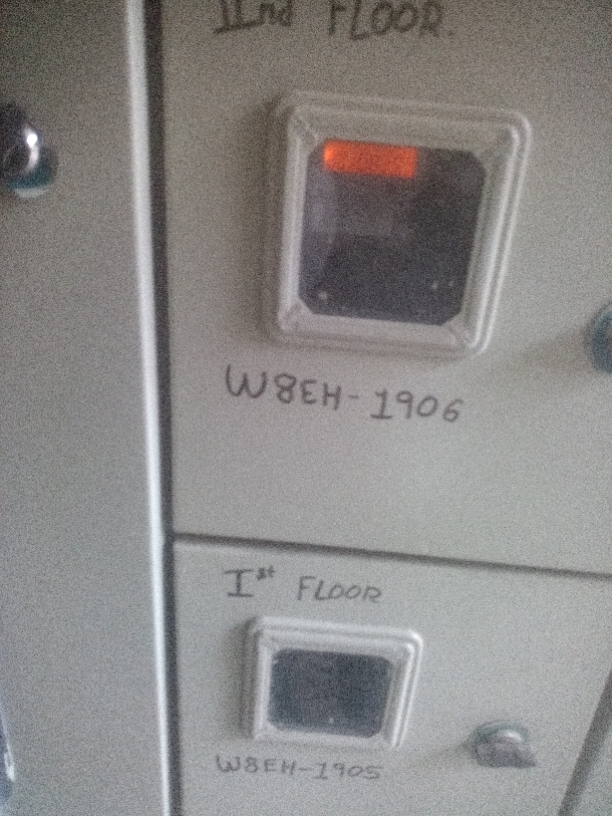 IInd FLOOR.
W8EH-1906
Ist FLOOR
W8EH-1905